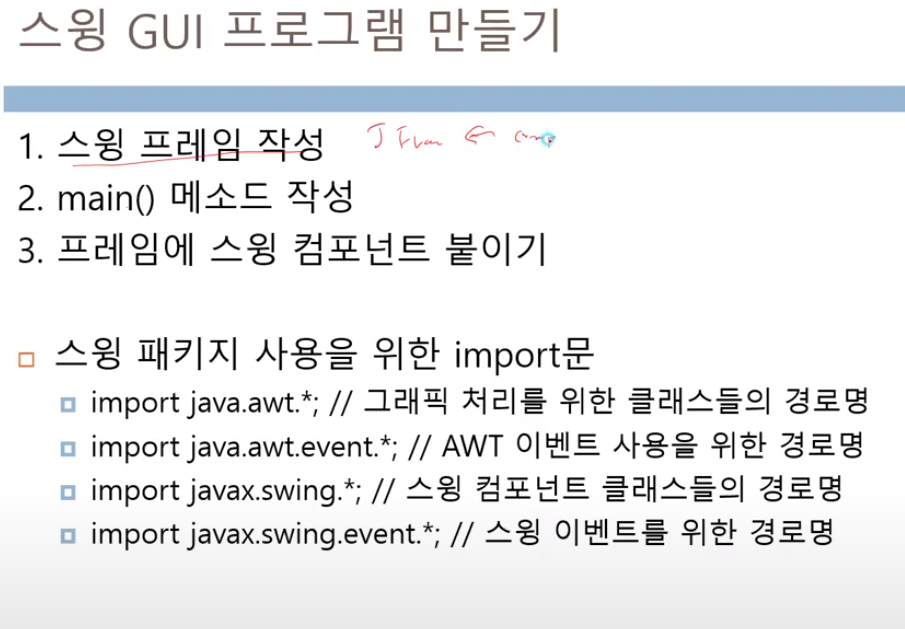 스윙 GUI 프로그램 만들기
1. 스윙 프레임 작성
2. main() 메소드 작성
3. 프레임에 스윙 컴포넌트 붙이기
스윙 패키지 사용을 위한 import문
import java.awt.*; // 그래픽 처리를 위한 클래스들의 경로명
import java.awt.event.*; // AWT 이벤트 사용을 위한 경로명
import javax.swing.*; // 스윙 컴포넌트 클래스들의 경로명
import javax.swing.event.*; // 스윙 이벤트를 위한 경로명